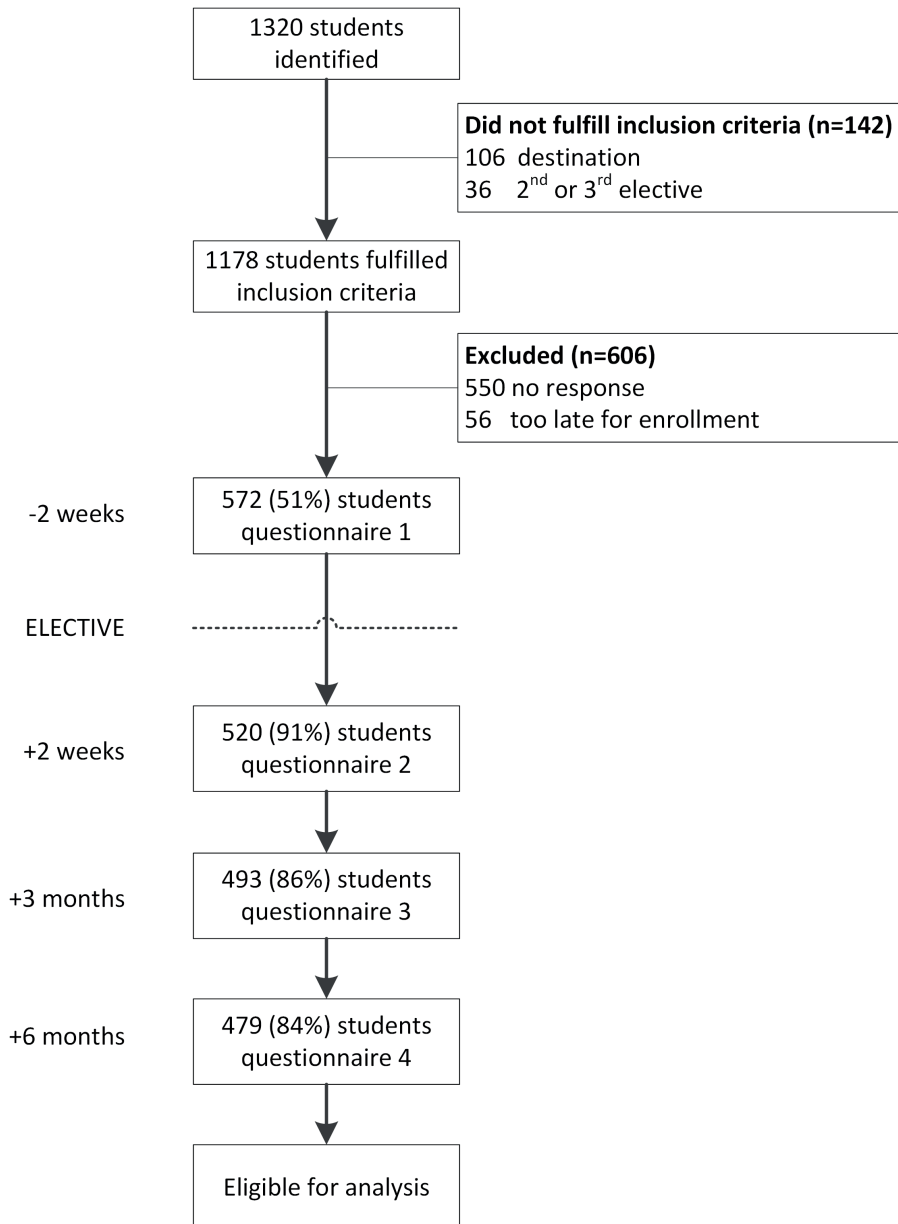 1320 students
identified
Did not fulfill inclusion criteria (n=142)
106 destination
36 2nd or 3rd elective
1178 students fulfilled
inclusion criteria
Excluded (n=606)
550 no response
56 too late for enrollment
-2 weeks
572 (51%) students
questionnaire 1
ELECTIVE
+2 weeks
520 (91%) students
questionnaire 2
+3 months
493 (86%) students
questionnaire 3
+6 months
479 (84%) students
questionnaire 4
Eligible for analysis